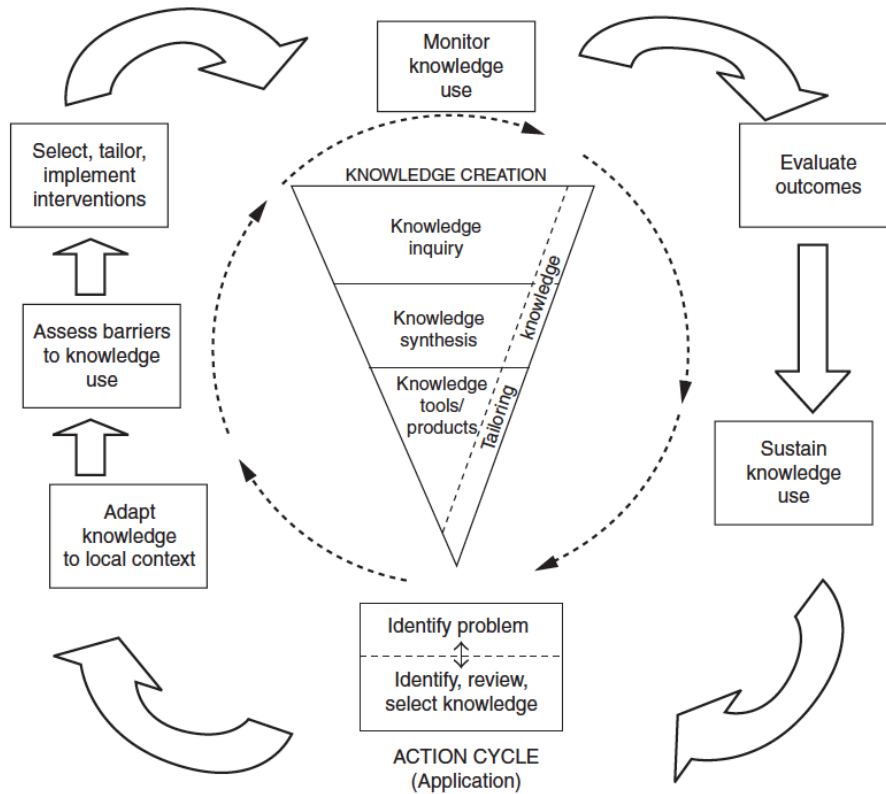 Monitor
knowledge
use
Select, tailor,
implement
interventions
Evaluate
outcomes
KNOWLEDGE CREATION
Knowledge
inquiry
Knowledge
synthesis
Knowledge
tools/
products
Tailoring
knowledge
Assess barriers
to knowledge
use
Adapt
knowledge
to local context
Sustain
knowledge
use
Identify problem
Identify, review,
select knowledge
ACTION CYCLE
(Application)